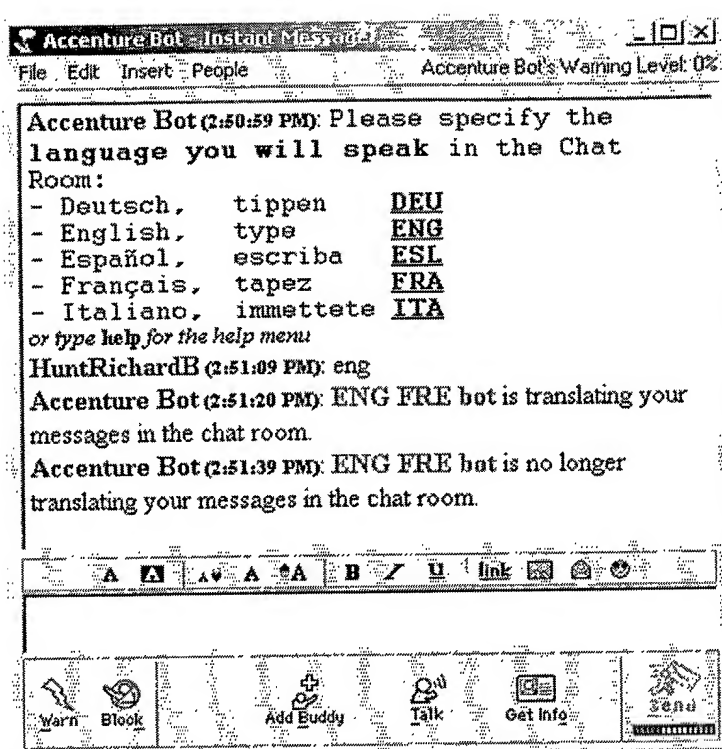 Accenture Bot - Instant Message
File Edit Insert People Accenture Bot's Warning Level: 0%
Accenture Bot (2:50:59 PM): Please specify the
language you will speak in the Chat
Room:
- Deutsch, tippen DEU
- English, type ENG
- Español, escriba ESL
- Français, tapez FRA
- Italiano, immettete ITA
or type help for the help menu
HuntRichardB (2:51:09 PM): eng
Accenture Bot (2:51:20 PM): ENG FRE bot is translating your
messages in the chat room.
Accenture Bot (2:51:39 PM): ENG FRE bot is no longer
translating your messages in the chat room.
A A A A A B I U link
Warn Block Add Buddy Talk Get Info Send